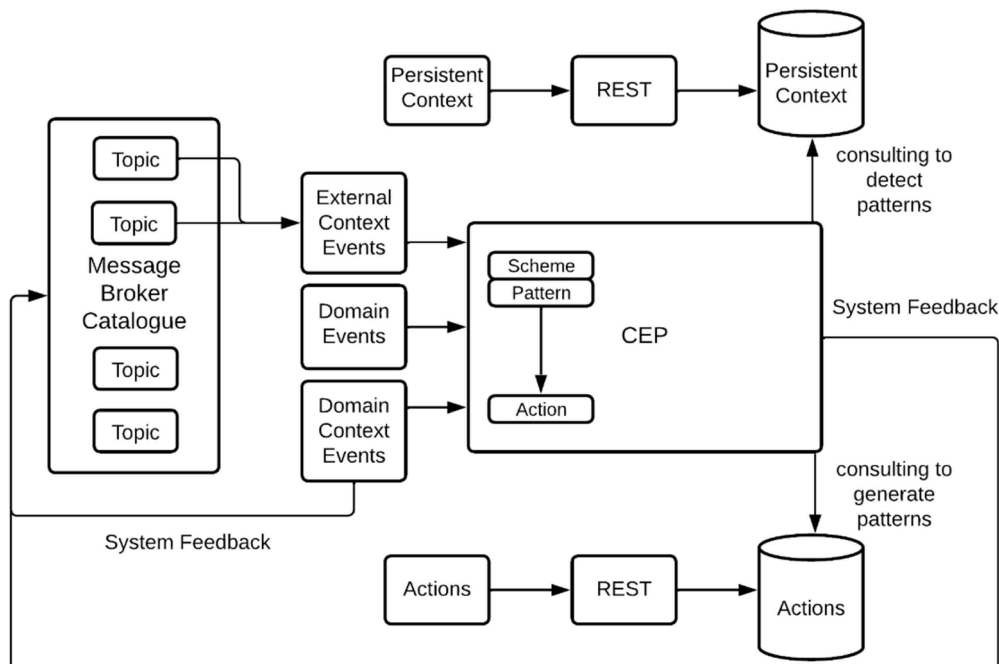 Persistent
Context
REST
Persistent
Context
consulting to
detect
patterns
Topic
Topic
Message
Broker
Catalogue
Topic
Topic
External
Context
Events
Domain
Events
Domain
Context
Events
Scheme
Pattern
CEP
Action
System Feedback
consulting to
generate
patterns
System Feedback
Actions
REST
Actions